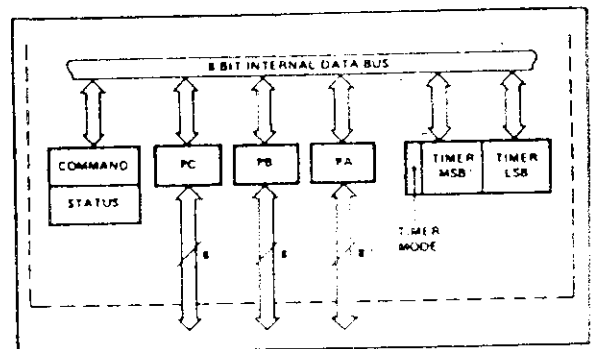 8 BIT INTERNAL DATA BUS
COMMAND
STATUS
PC
PB
PA
TIMER
MSB
TIMER
LSB
TIMER
MODE
8
8
8